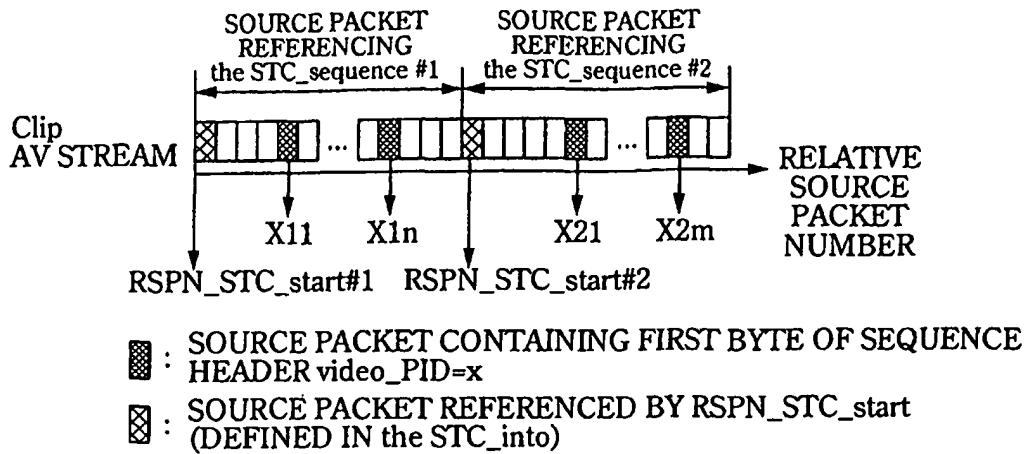 SOURCE PACKET
REFERENCING
the STC_sequence #1
SOURCE PACKET
REFERENCING
the STC_sequence #2
Clip
AV STREAM
...
...
RELATIVE
SOURCE
PACKET
NUMBER
X11
X1n
X21
X2m
RSPN_STC_start#1
RSPN_STC_start#2
: SOURCE PACKET CONTAINING FIRST BYTE OF SEQUENCE
HEADER video_PID=x
: SOURCE PACKET REFERENCED BY RSPN_STC_start
(DEFINED IN the STC_into)